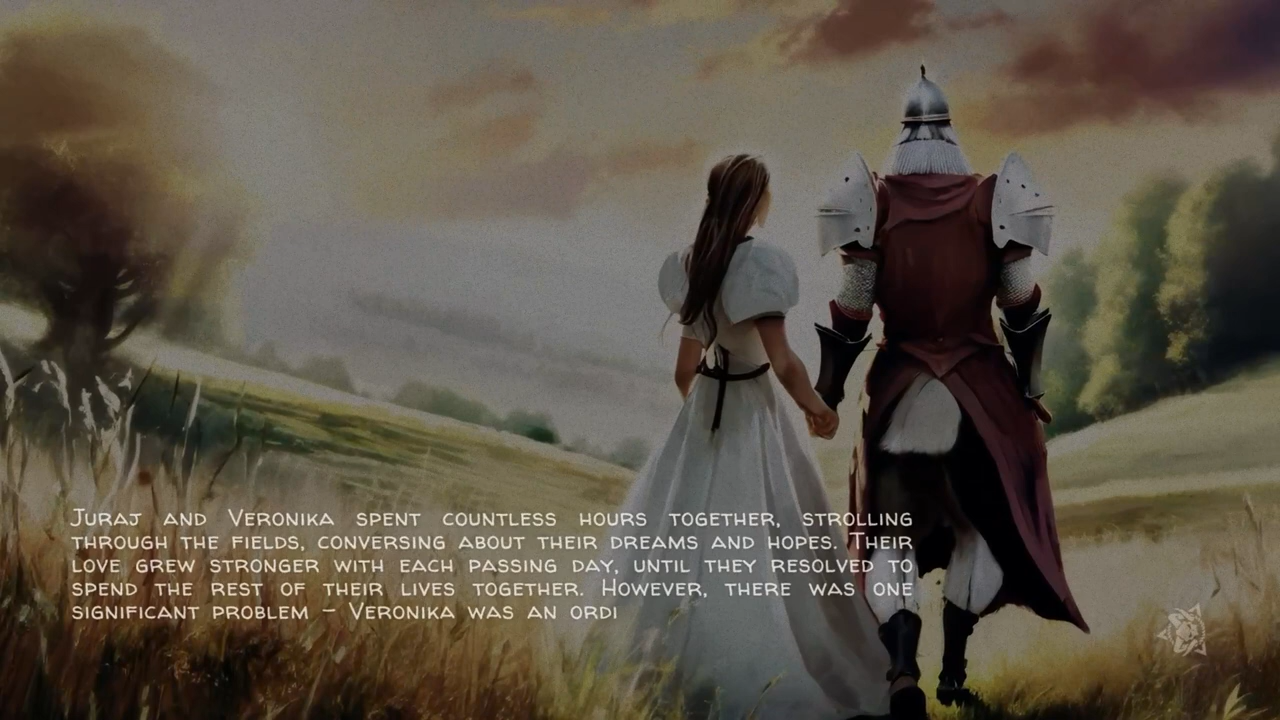 Juraj and Veronika spent countless hours together, strolling
through the fields, conversing about their dreams and hopes. Their
love grew stronger with each passing day, until they resolved to
spend the rest of their lives together. However, there was one
significant problem – Veronika was an ordi